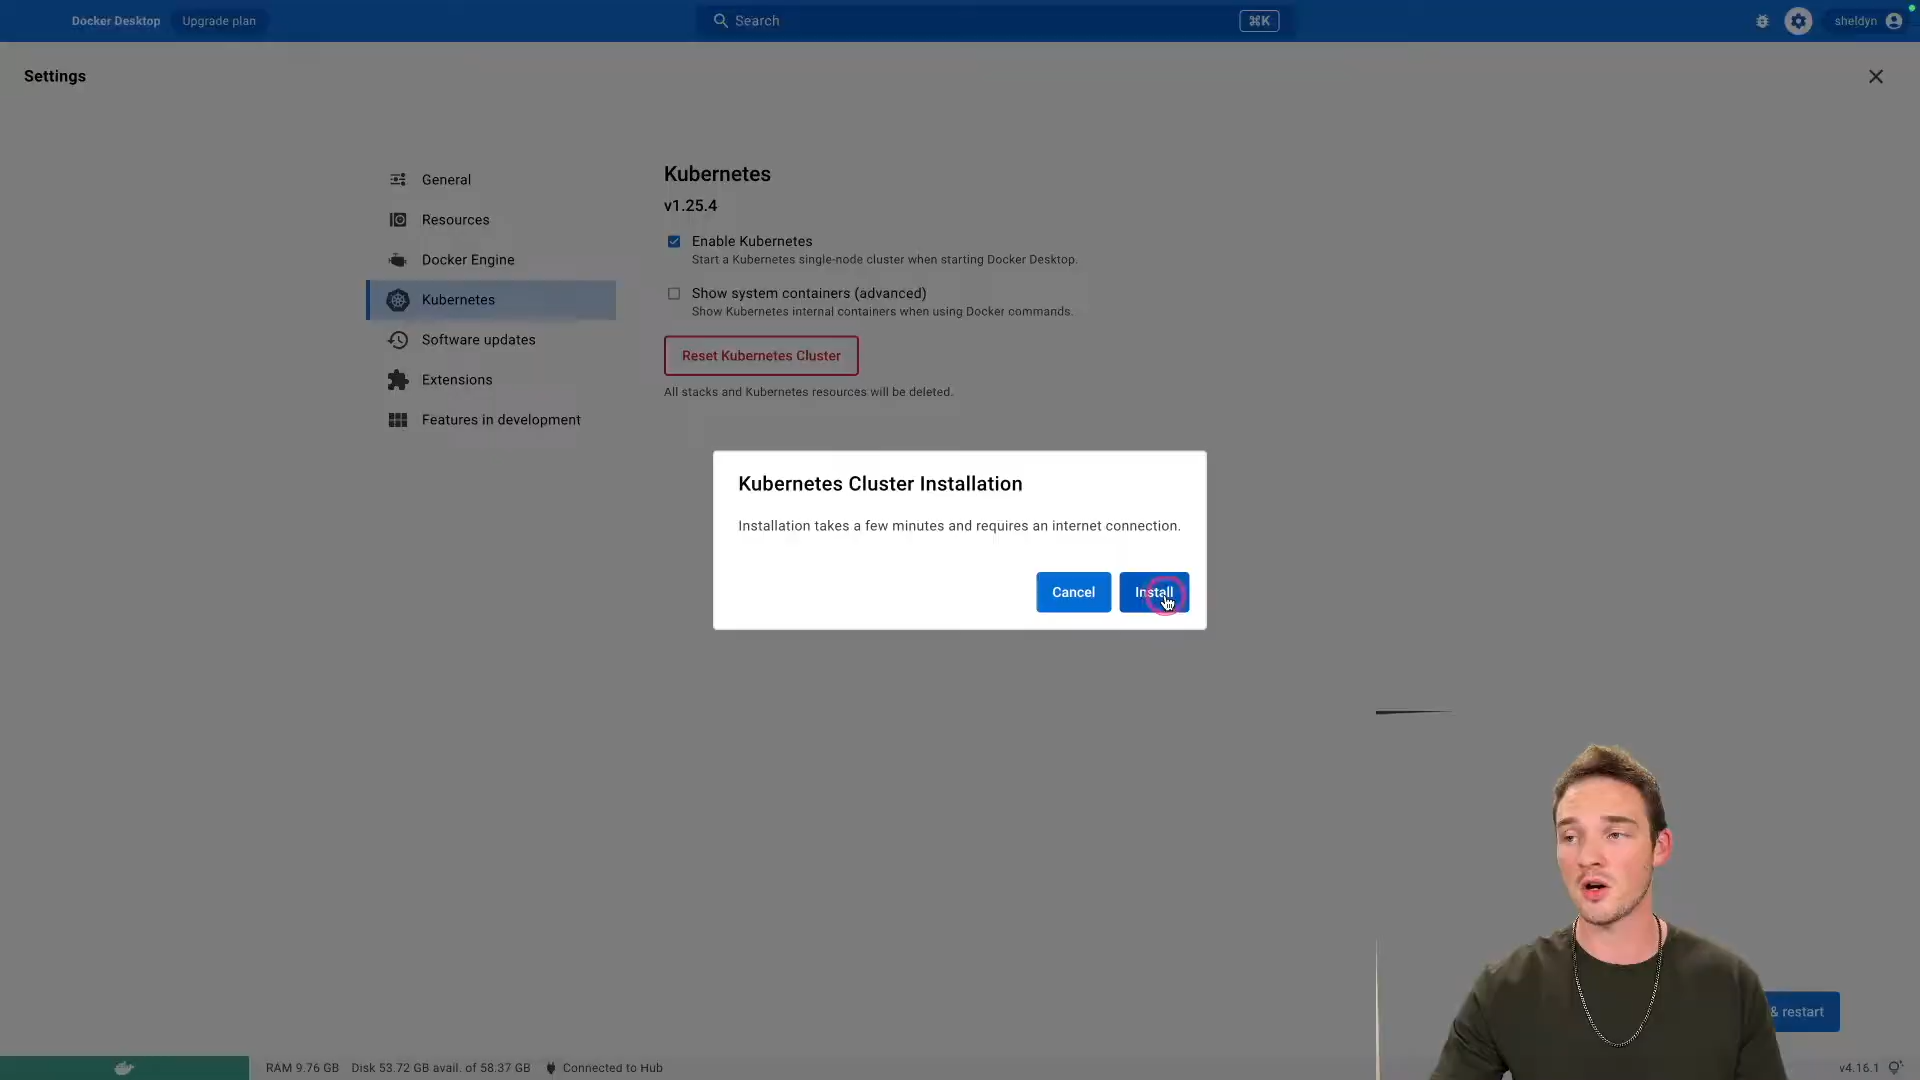 Docker Desktop
Upgrade plan
Search
⌘K
sheldyn
Settings
General
Resources
Docker Engine
Kubernetes
Software updates
Extensions
Features in development
Kubernetes
v1.25.4
Enable Kubernetes
Start a Kubernetes single-node cluster when starting Docker Desktop.
Show system containers (advanced)
Show Kubernetes internal containers when using Docker commands.
Reset Kubernetes Cluster
All stacks and Kubernetes resources will be deleted.
Kubernetes Cluster Installation
Installation takes a few minutes and requires an internet connection.
Cancel
Install
& restart
RAM 9.76 GB
Disk 53.72 GB avail. of 58.37 GB
Connected to Hub
v4.16.1